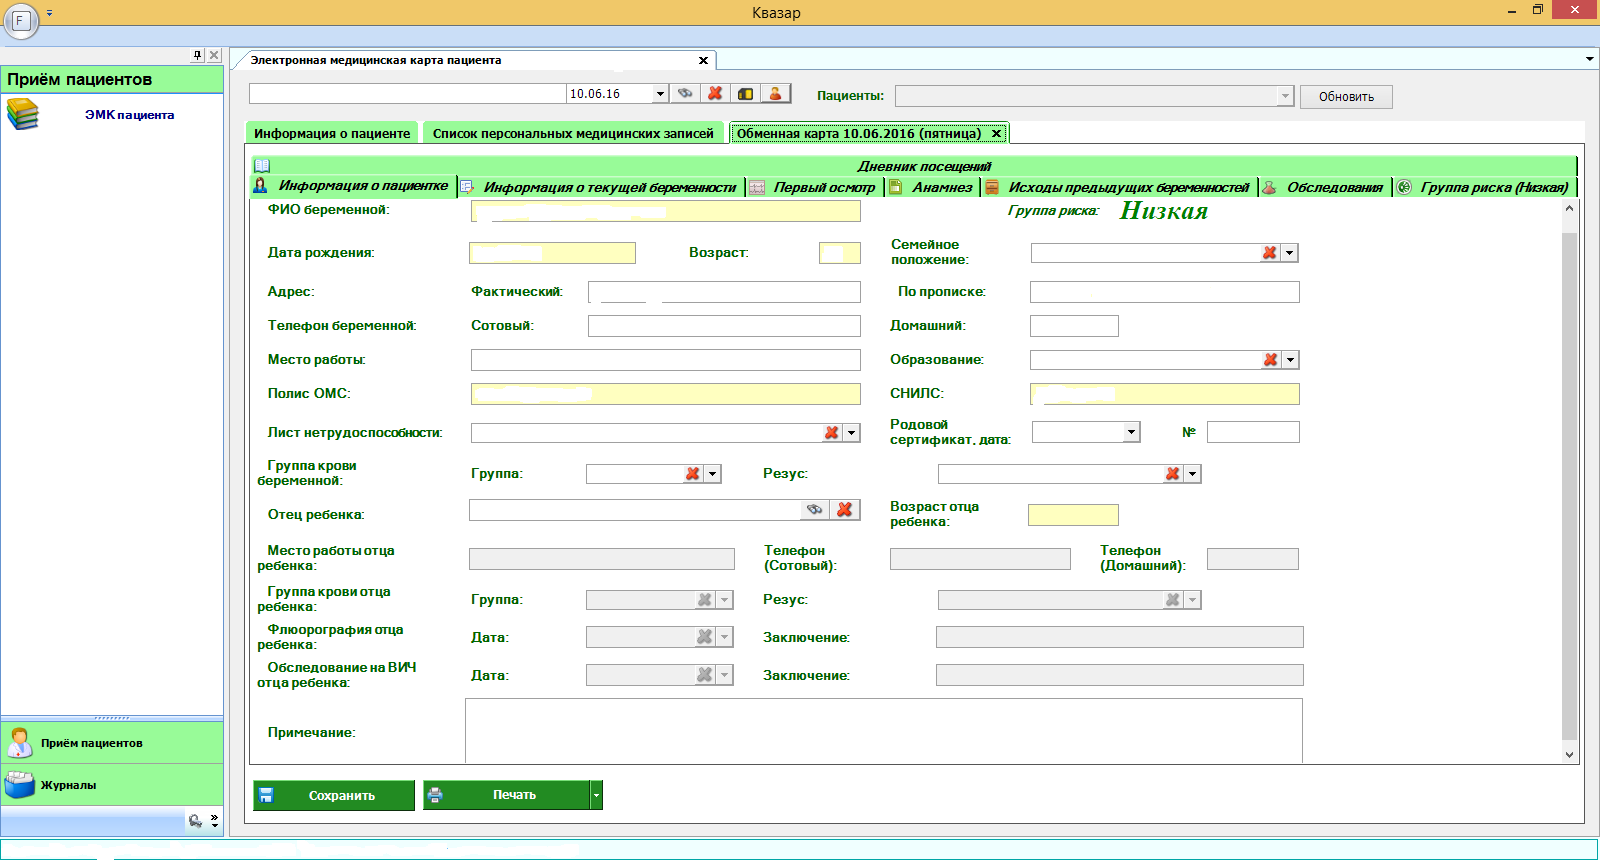 Квазар
F
Приём пациентов
ЭМК пациента
Электронная медицинская карта пациента
10.06.16
Пациенты:
Обновить
Информация о пациенте
Список персональных медицинских записей
Обменная карта 10.06.2016 (пятница)
Дневник посещений
Информация о пациентке
Информация о текущей беременности
Первый осмотр
Анамнез
Исходы предыдущих беременностей
Обследования
Группа риска (Низкая)
ФИО беременной:
Группа риска: Низкая
Дата рождения:
Возраст:
Семейное
положение:
Адрес:
Фактический:
По прописке:
Телефон беременной:
Сотовый:
Домашний:
Место работы:
Образование:
Полис ОМС:
СНИЛС:
Лист нетрудоспособности:
Родовой
сертификат, дата:
№
Группа крови
беременной:
Группа:
Резус:
Отец ребенка:
Возраст отца
ребенка:
Место работы отца
ребенка:
Телефон
(Сотовый):
Телефон
(Домашний):
Группа крови отца
ребенка:
Группа:
Резус:
Флюорография отца
ребенка:
Дата:
Заключение:
Обследование на ВИЧ
отца ребенка:
Дата:
Заключение:
Примечание:
Приём пациентов
Журналы
Сохранить
Печать